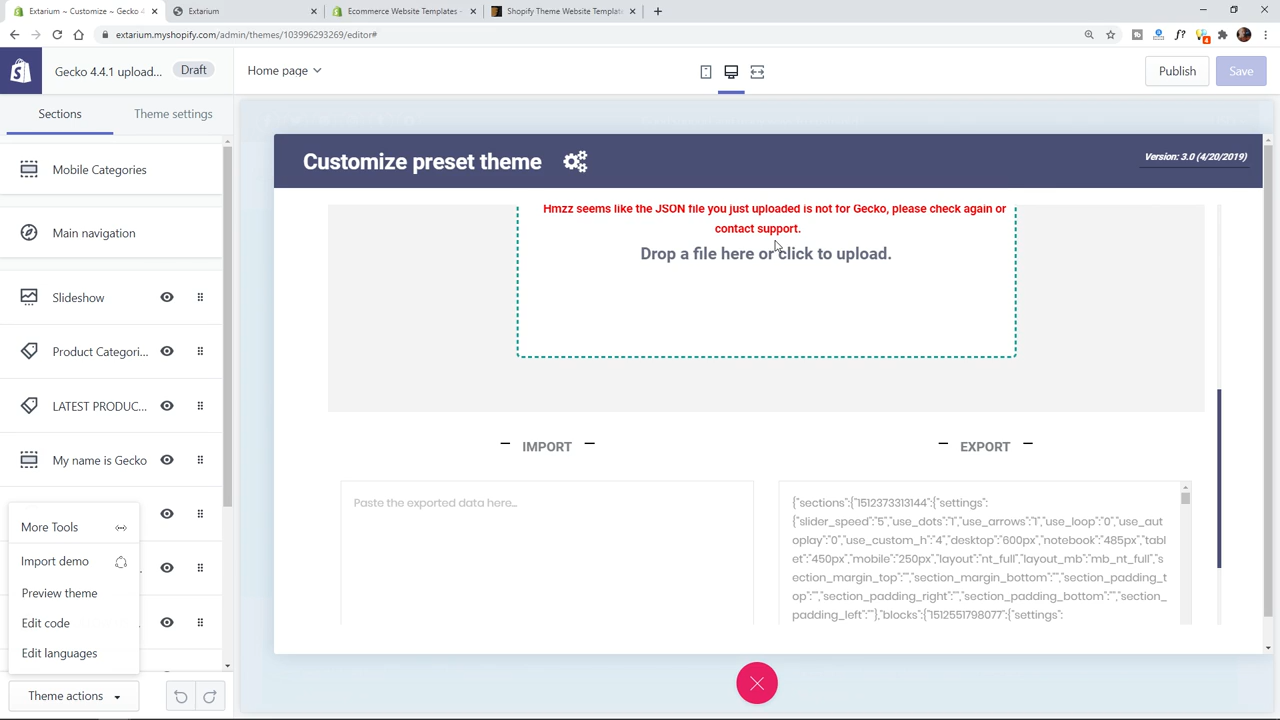 Extarium ~ Customize ~ Gecko 4
Extarium
Ecommerce Website Templates -
Shopify Theme Website Templat
extarium.myshopify.com/admin/themes/103996293269/editor#
Gecko 4.4.1 upload...
Draft
Home page
Publish
Save
Sections
Theme settings
Mobile Categories
Main navigation
Slideshow
Product Categori...
LATEST PRODUC...
My name is Gecko
More Tools
Import demo
Preview theme
Edit code
Edit languages
Theme actions
Customize preset theme
Version: 3.0 (4/20/2019)
Hmzz seems like the JSON file you just uploaded is not for Gecko, please check again or
contact support.
Drop a file here or click to upload.
IMPORT
EXPORT
Paste the exported data here...
{"sections":{"1512373313144":{"settings":
{"slider_speed":"5","use_dots":"1","use_arrows":"1","use_loop":"0","use_aut
oplay":"0","use_custom_h":"4","desktop":"600px","notebook":"485px","tabl
et":"450px","mobile":"250px","layout":"nt_full","layout_mb":"mb_nt_full","se
ction_margin_top":"","section_margin_bottom":"","section_padding_t
op":"","section_padding_right":"","section_padding_bottom":"","section_
padding_left":""},"blocks":{"1512551798077":{"settings":